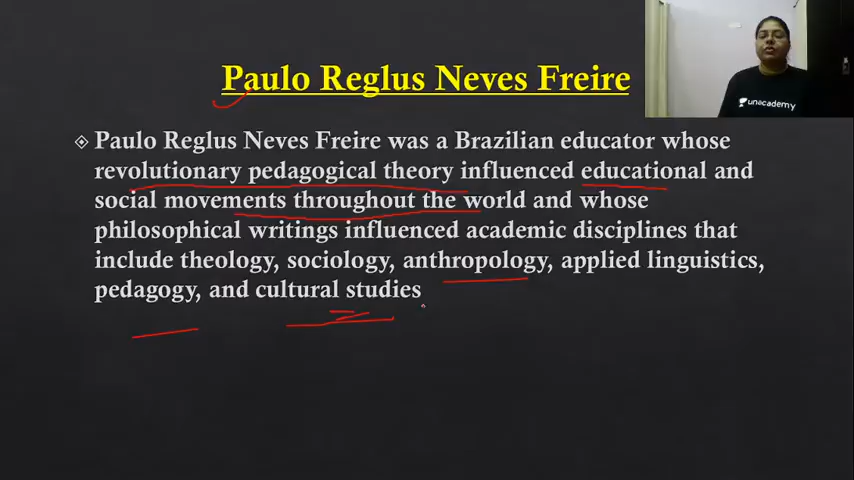 Paulo Reglus Neves Freire
Paulo Reglus Neves Freire was a Brazilian educator whose
revolutionary pedagogical theory influenced educational and
social movements throughout the world and whose
philosophical writings influenced academic disciplines that
include theology, sociology, anthropology, applied linguistics,
pedagogy, and cultural studies
unacademy